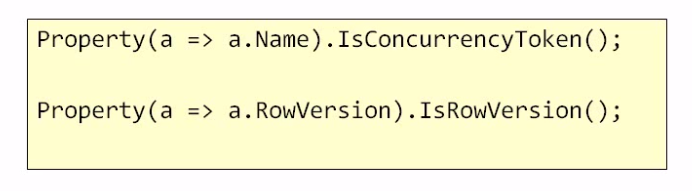 Property(a => a.Name).IsConcurrencyToken();
Property(a => a.RowVersion).IsRowVersion();